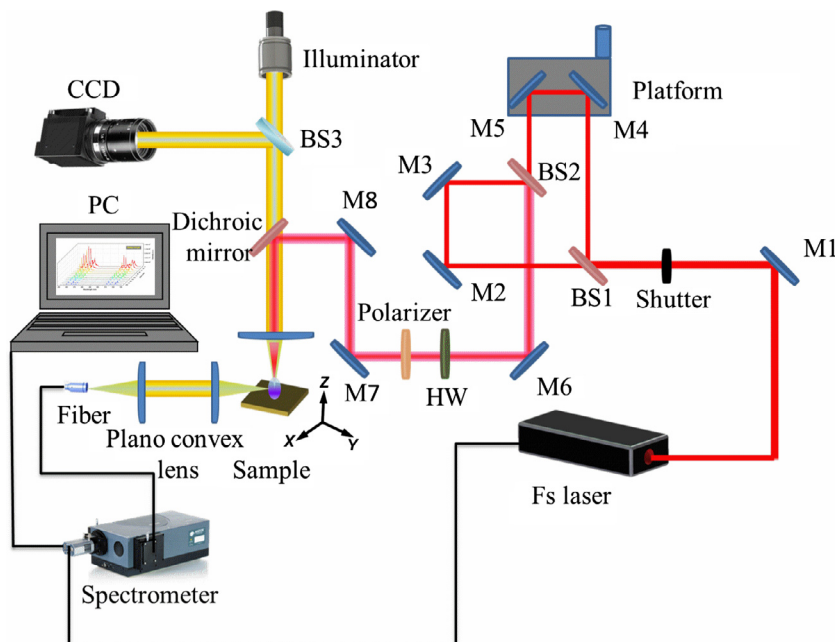 Illuminator
CCD
Platform
BS3
M5
M4
M3
BS2
PC
M8
Dichroic
mirror
M1
M2
BS1
Shutter
Polarizer
M7
HW
M6
Z
X
Y
Fiber
Plano convex
lens
Sample
Fs laser
Spectrometer